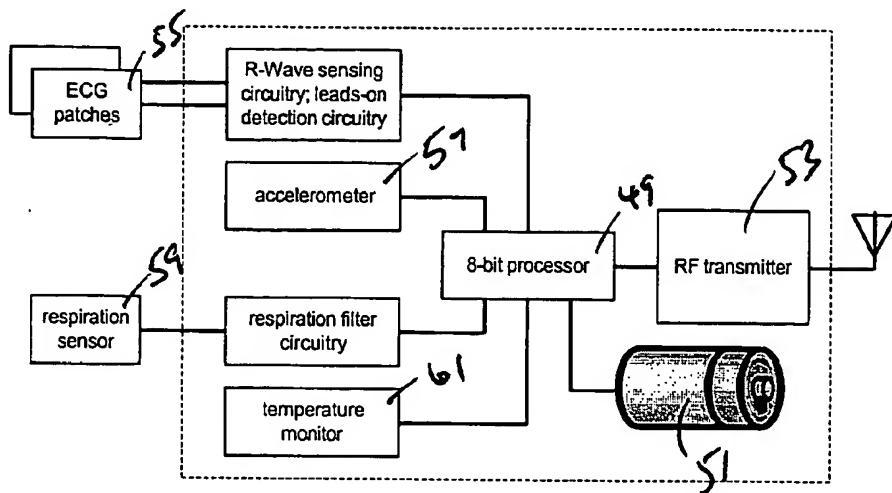 55
ECG
patches
R-Wave sensing
circuitry; leads-on
detection circuitry
57
accelerometer
49
8-bit processor
53
RF transmitter
59
respiration
sensor
respiration filter
circuitry
61
temperature
monitor
51